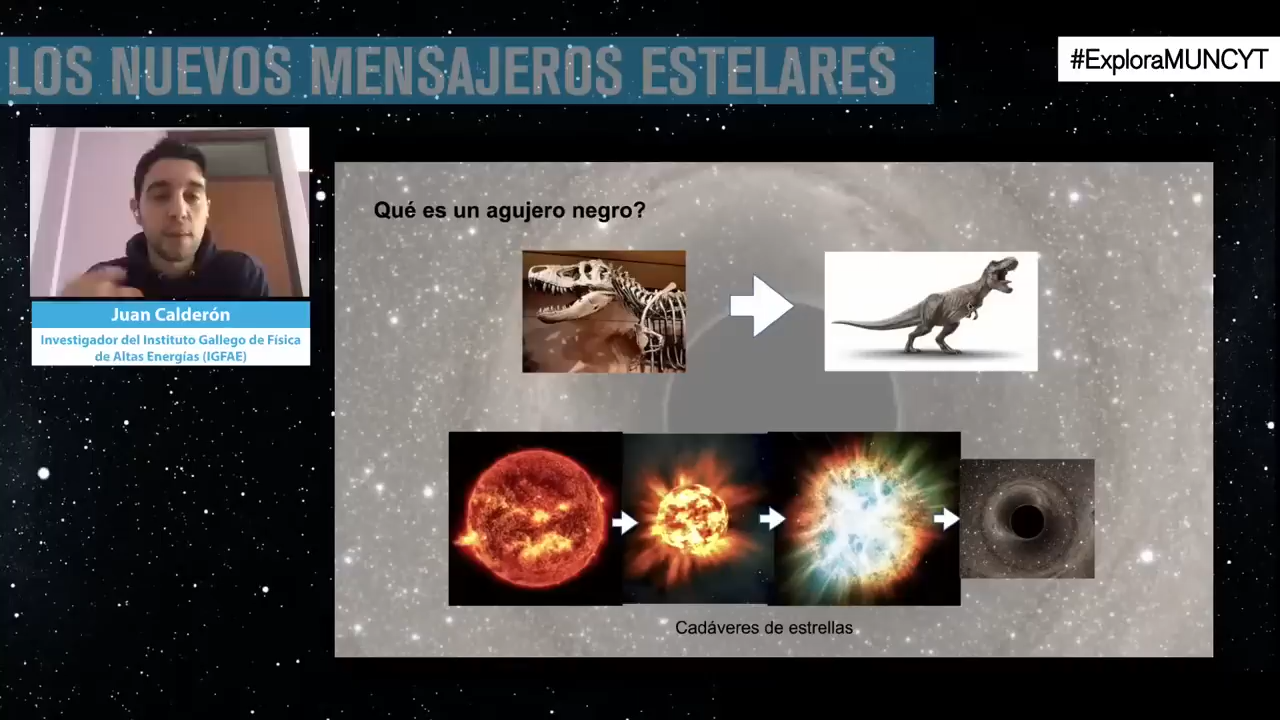 LOS NUEVOS MENSAJEROS ESTELARES
#ExploraMUNCYT
Juan Calderón
Investigador del Instituto Gallego de Física
de Altas Energías (IGFAE)
Qué es un agujero negro?
Cadáveres de estrellas